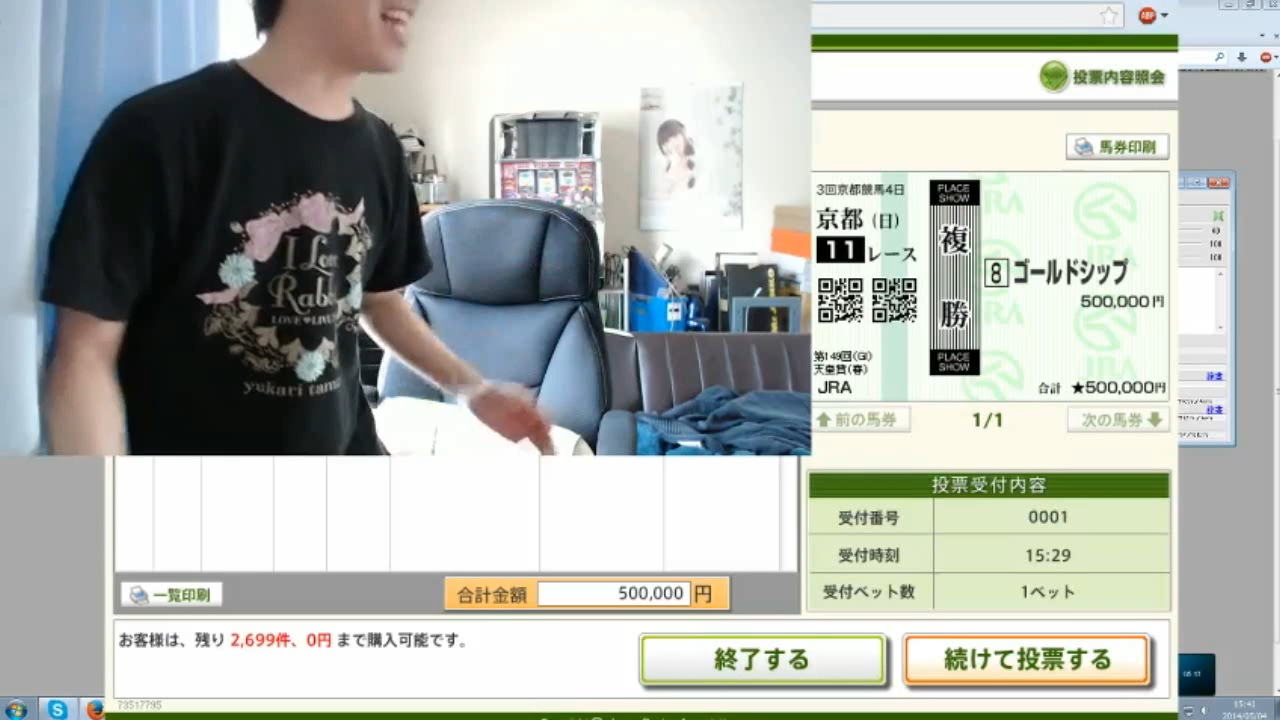 投票内容照会
馬券印刷
3回京都競馬4日
京都(日)
11レース
PLACE
SHOW
複
勝
PLACE
SHOW
8 ゴールドシップ
500,000円
第149回(GⅠ)
天皇賞(春)
JRA
合計 ★500,000円
前の馬券
1/1
次の馬券
投票受付内容
受付番号 0001
受付時刻 15:29
受付ベット数 1ベット
I Love
LOVE
yukari
一覧印刷
合計金額 500,000 円
お客様は、残り 2,699件、0円 まで購入可能です。
終了する
続けて投票する
73517795
ABP
辞書
辞書
15:41
2014/05/04